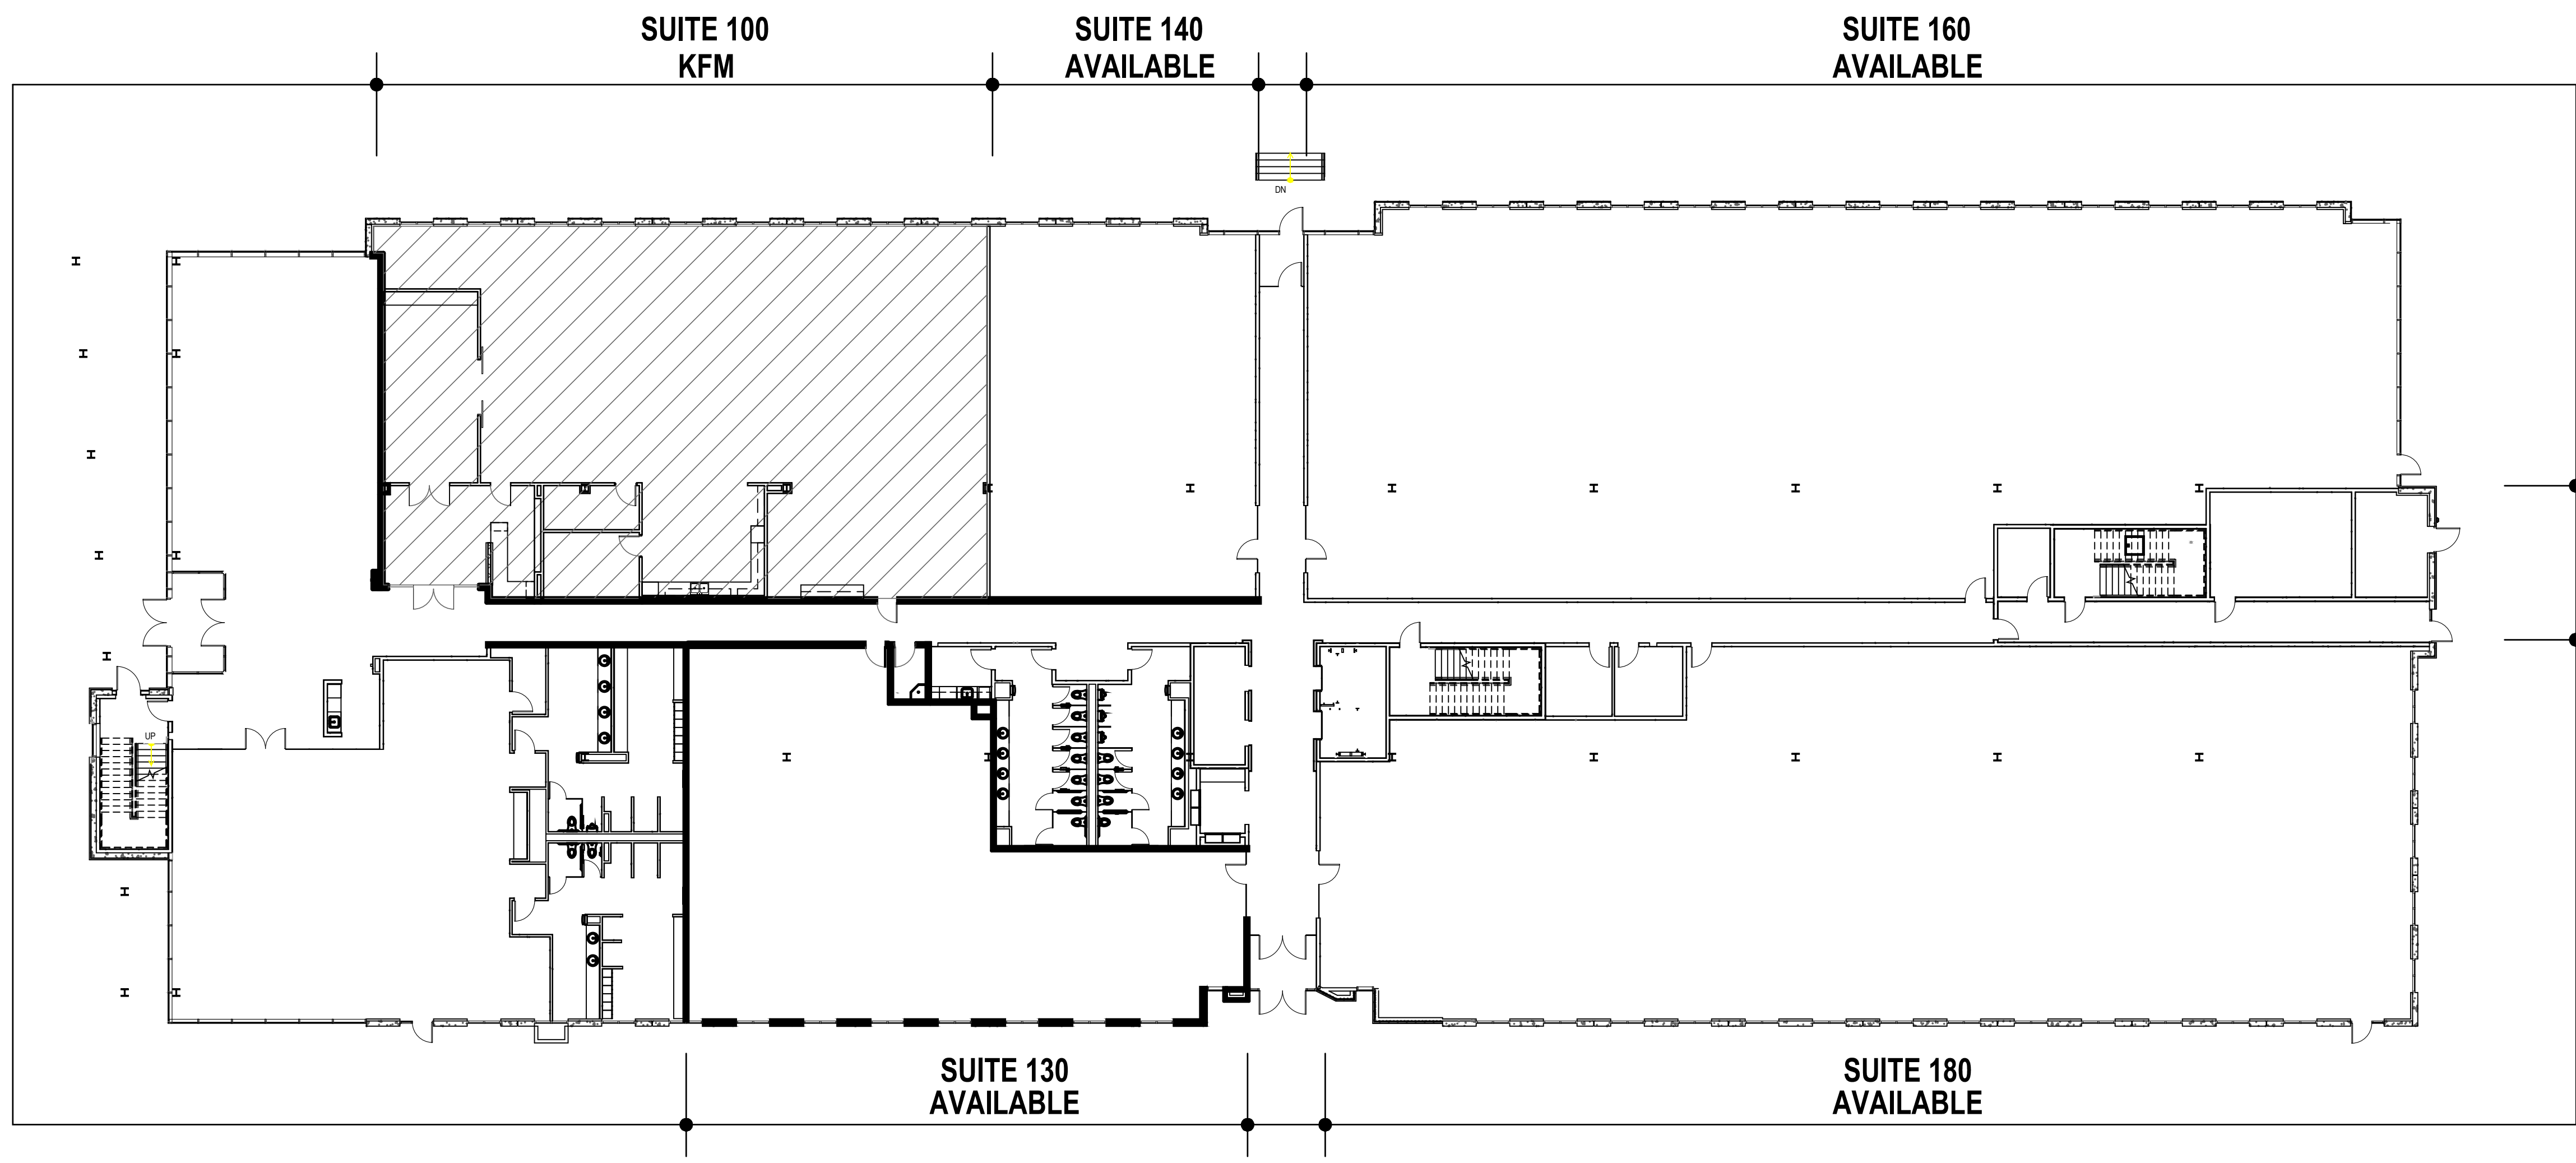 SUITE 100
KFM
SUITE 140
AVAILABLE
SUITE 160
AVAILABLE
DN
UP
SUITE 130
AVAILABLE
SUITE 180
AVAILABLE